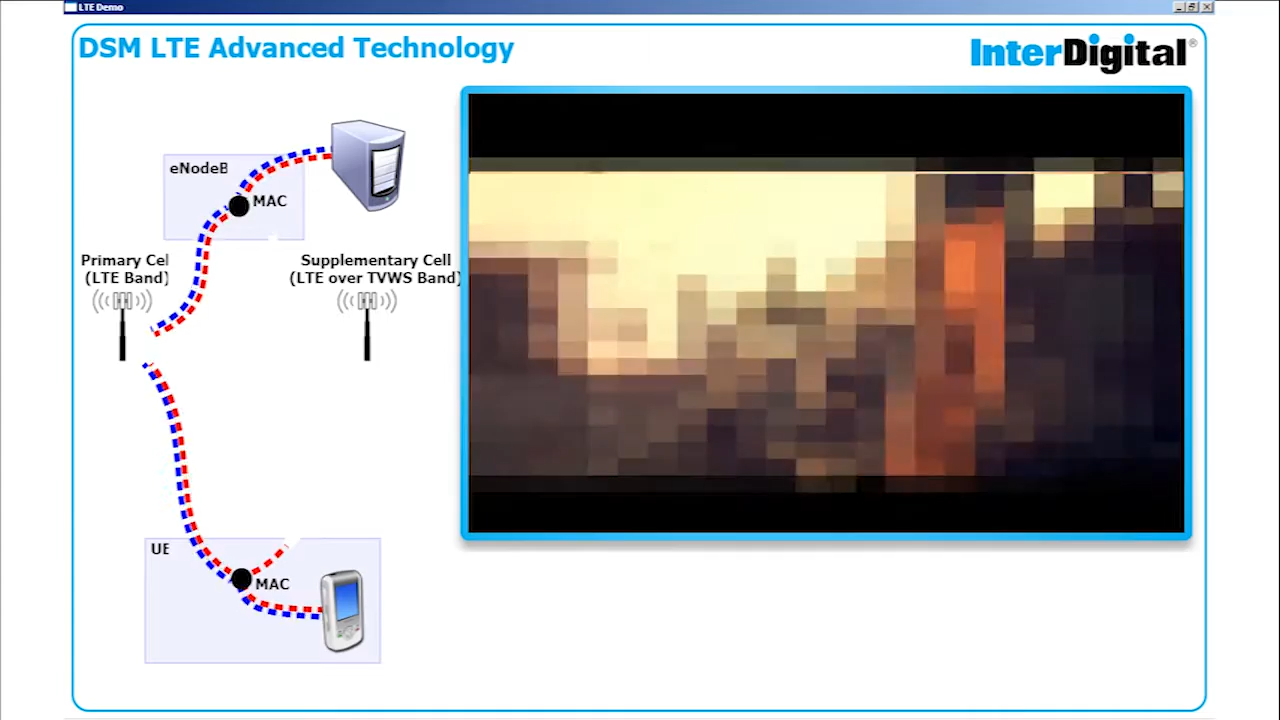 LTE Demo
DSM LTE Advanced Technology
InterDigital®
eNodeB
MAC
Primary Cel
(LTE Band)
Supplementary Cell
(LTE over TVWS Band)
UE
MAC